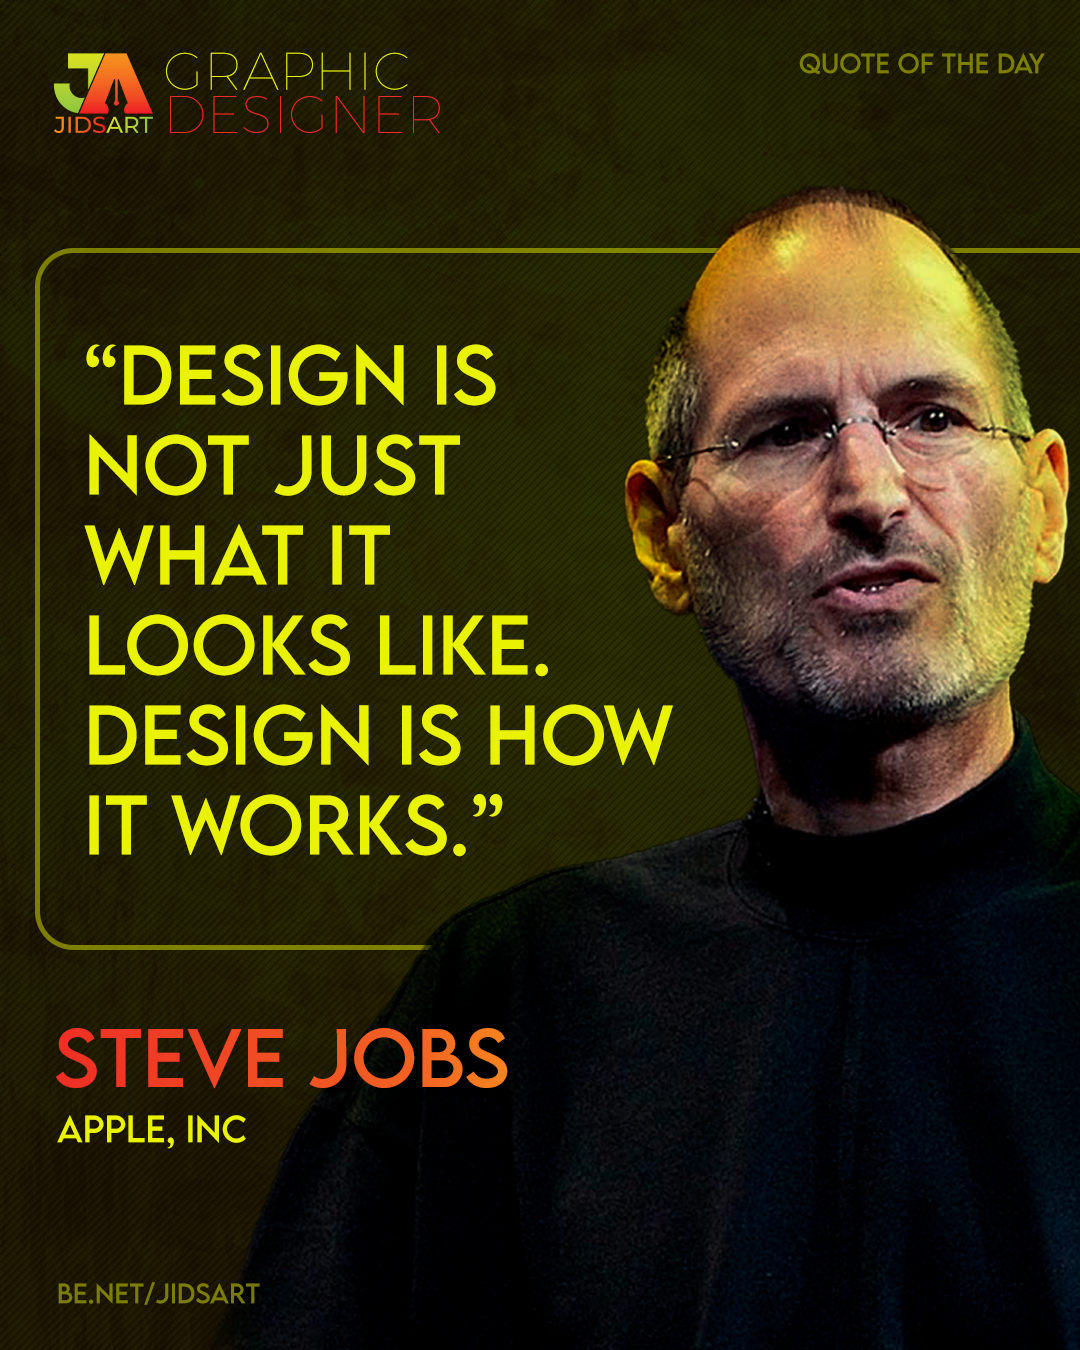 JA
JIDSART
GRAPHIC
DESIGNER
QUOTE OF THE DAY
“DESIGN IS
NOT JUST
WHAT IT
LOOKS LIKE.
DESIGN IS HOW
IT WORKS.”
STEVE JOBS
APPLE, INC
BE.NET/JIDSART